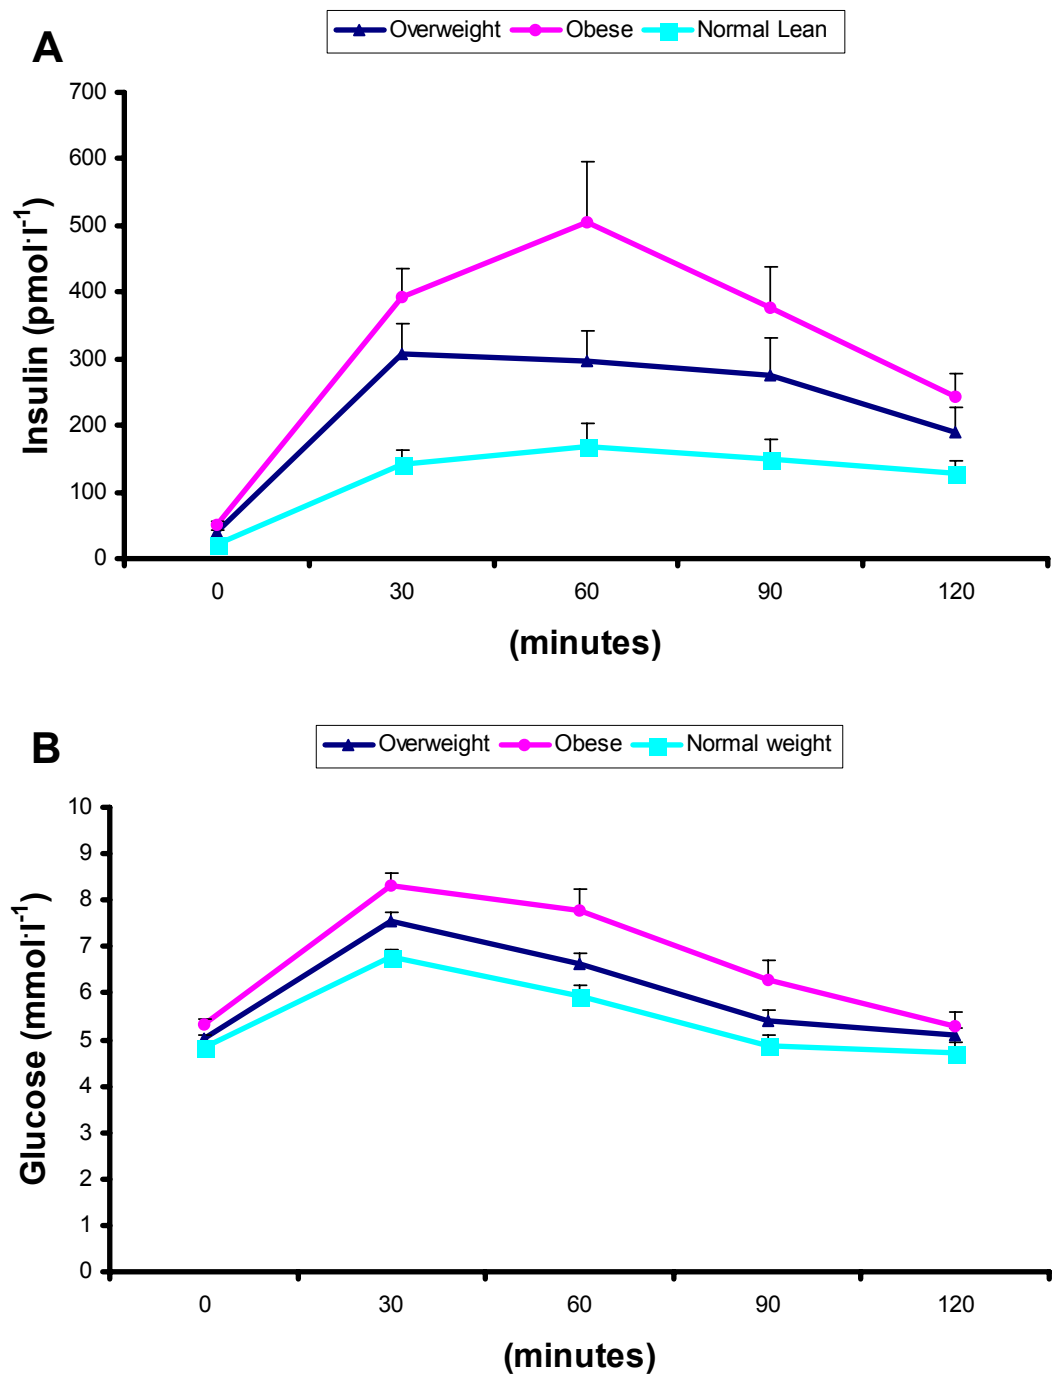 A
Overweight Obese Normal Lean
700
600
500
400
300
200
100
0
Insulin (pmol·l⁻¹)
0 30 60 90 120
(minutes)
B
Overweight Obese Normal weight
10
9
8
7
6
5
4
3
2
1
0
Glucose (mmol·l⁻¹)
0 30 60 90 120
(minutes)